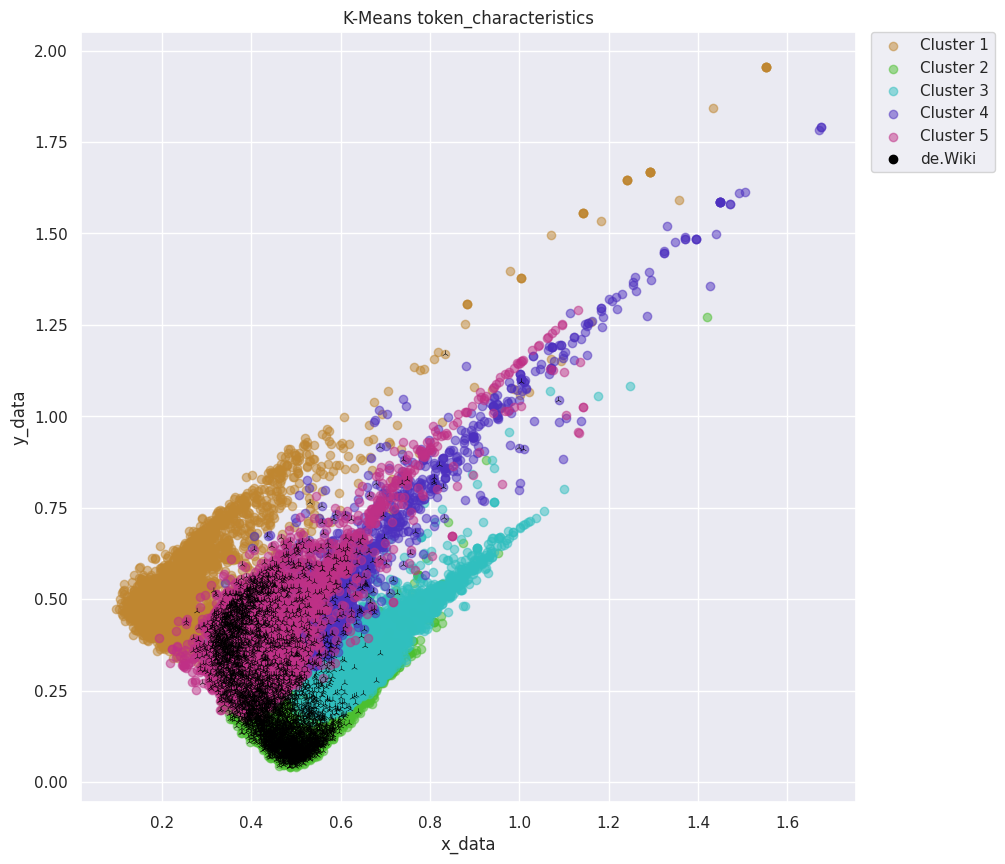 K-Means token_characteristics
2.00
1.75
1.50
1.25
1.00
0.75
0.50
0.25
0.00
y_data
0.2
0.4
0.6
0.8
1.0
1.2
1.4
1.6
x_data
Cluster 1
Cluster 2
Cluster 3
Cluster 4
Cluster 5
de.Wiki